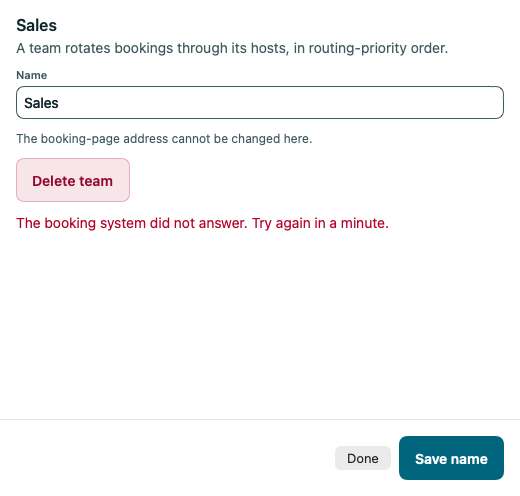 Sales
A team rotates bookings through its hosts, in routing-priority order.
Name
Sales
The booking-page address cannot be changed here.
Delete team
The booking system did not answer. Try again in a minute.
Done
Save name